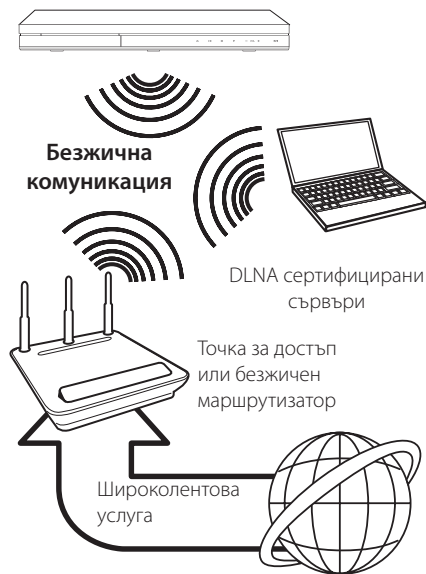 Безжична
комуникация
DLNA сертифицирани
сървъри
Точка за достъп
или безжичен
маршрутизатор
Широколентова
услуга